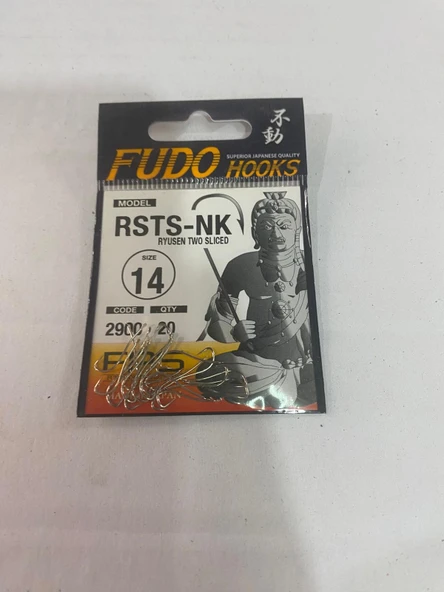 不動
FUDO HOOKS
SUPERIOR JAPANESE QUALITY
MODEL
RSTS-NK
RYUSEN TWO SLICED
SIZE
14
CODE QTY
20